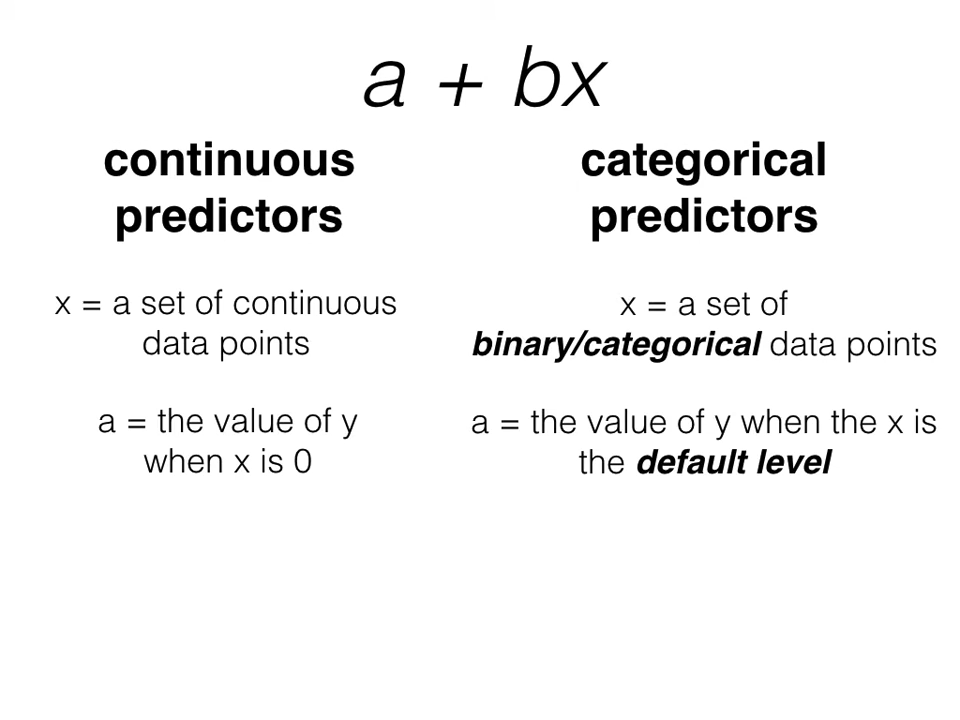 a + bx
continuous
predictors
x = a set of continuous
data points
a = the value of y
when x is 0
categorical
predictors
x = a set of
binary/categorical data points
a = the value of y when the x is
the default level